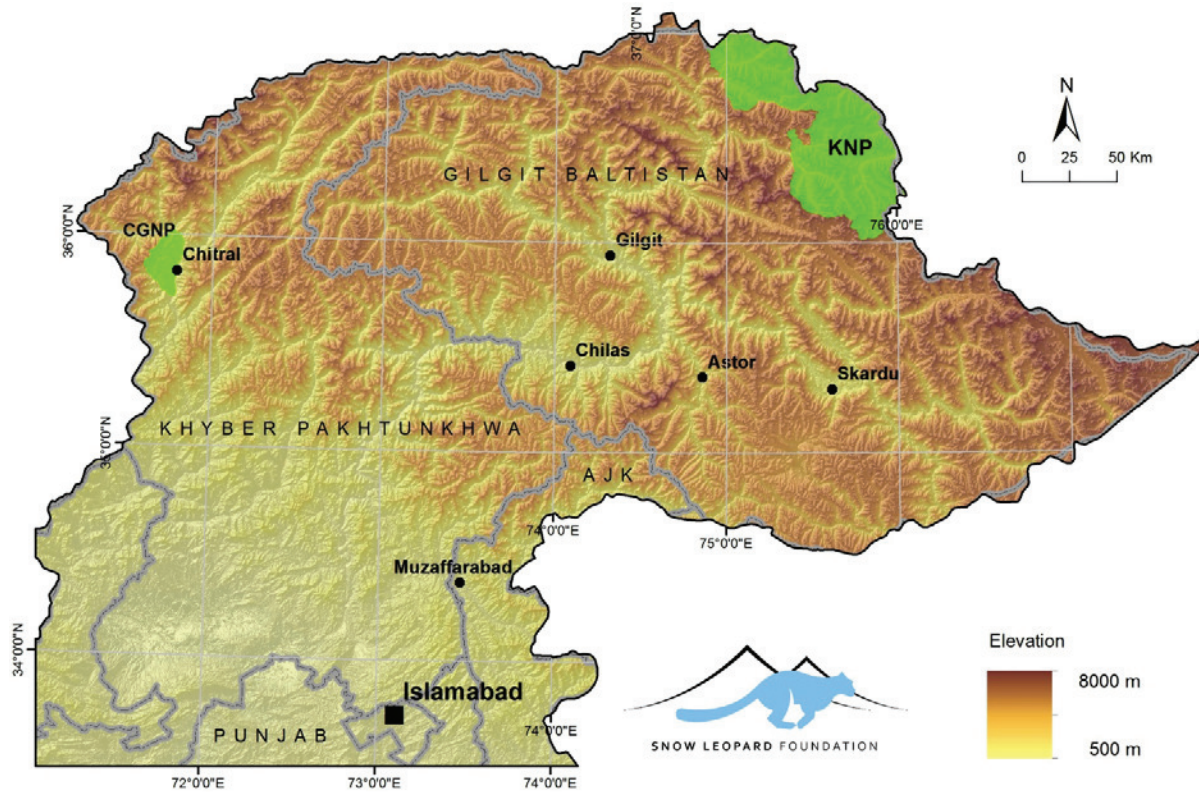 37°0'0"N
N
0 25 50 Km
KNP
GILGIT BALTISTAN
76°0'0"E
36°0'0"N
CGNP
Chitral
Gilgit
Chilas
Astor
Skardu
KHYBER PAKHTUNKHWA
35°0'0"N
AJK
74°0'0"E
75°0'0"E
Muzaffarabad
34°0'0"N
Islamabad
PUNJAB
74°0'0"E
72°0'0"E
73°0'0"E
74°0'0"E
SNOW LEOPARD FOUNDATION
Elevation
8000 m
500 m